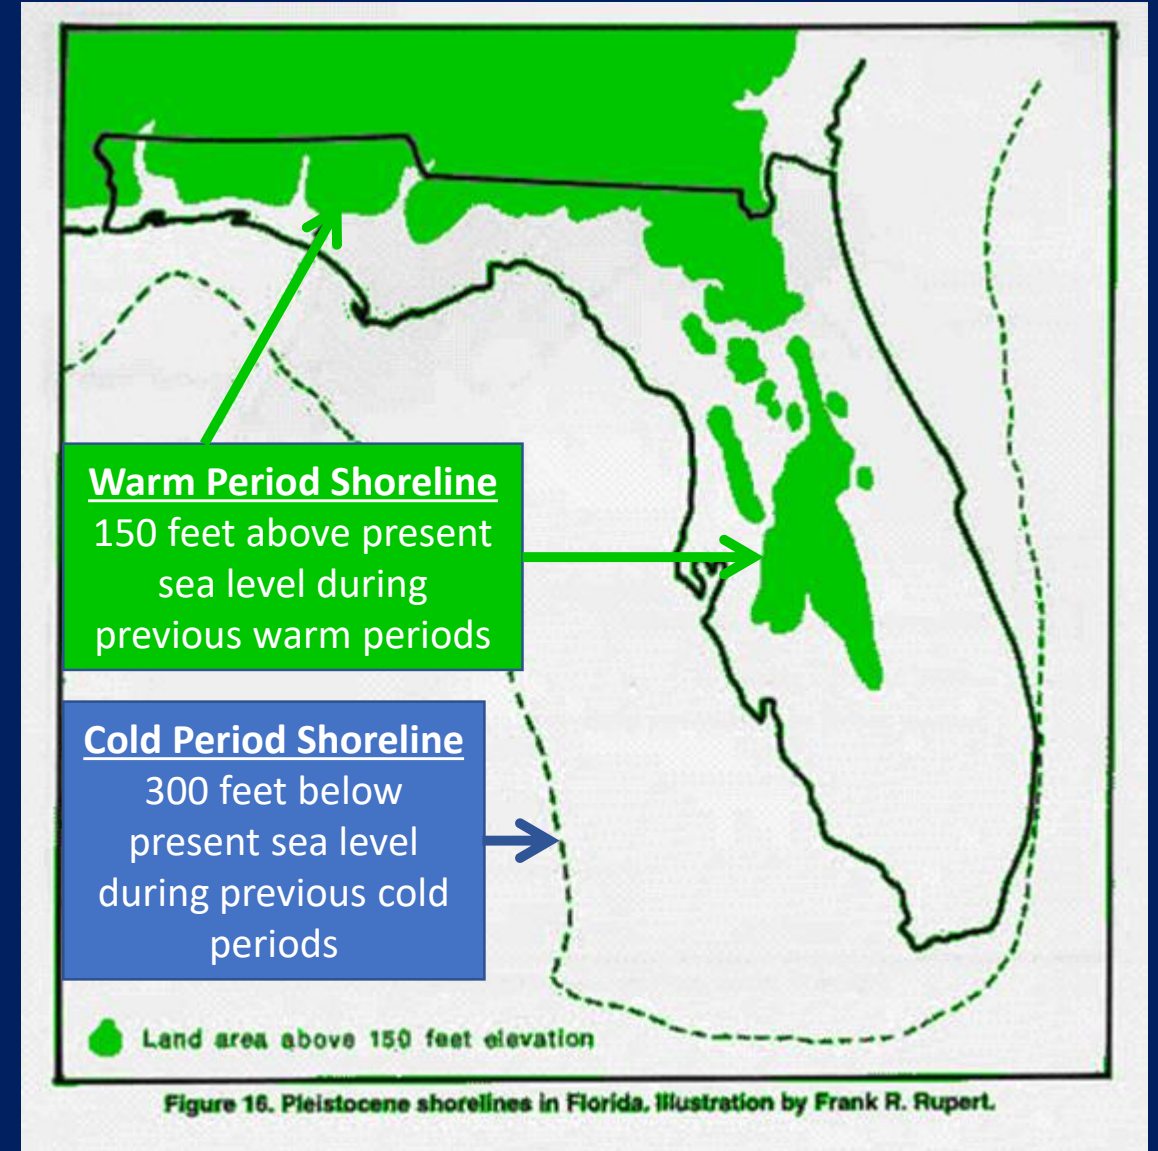 Warm Period Shoreline
150 feet above present
sea level during
previous warm periods
Cold Period Shoreline
300 feet below
present sea level
during previous cold
periods
Land area above 150 feet elevation
Figure 16. Pleistocene shorelines in Florida. Illustration by Frank R. Rupert.